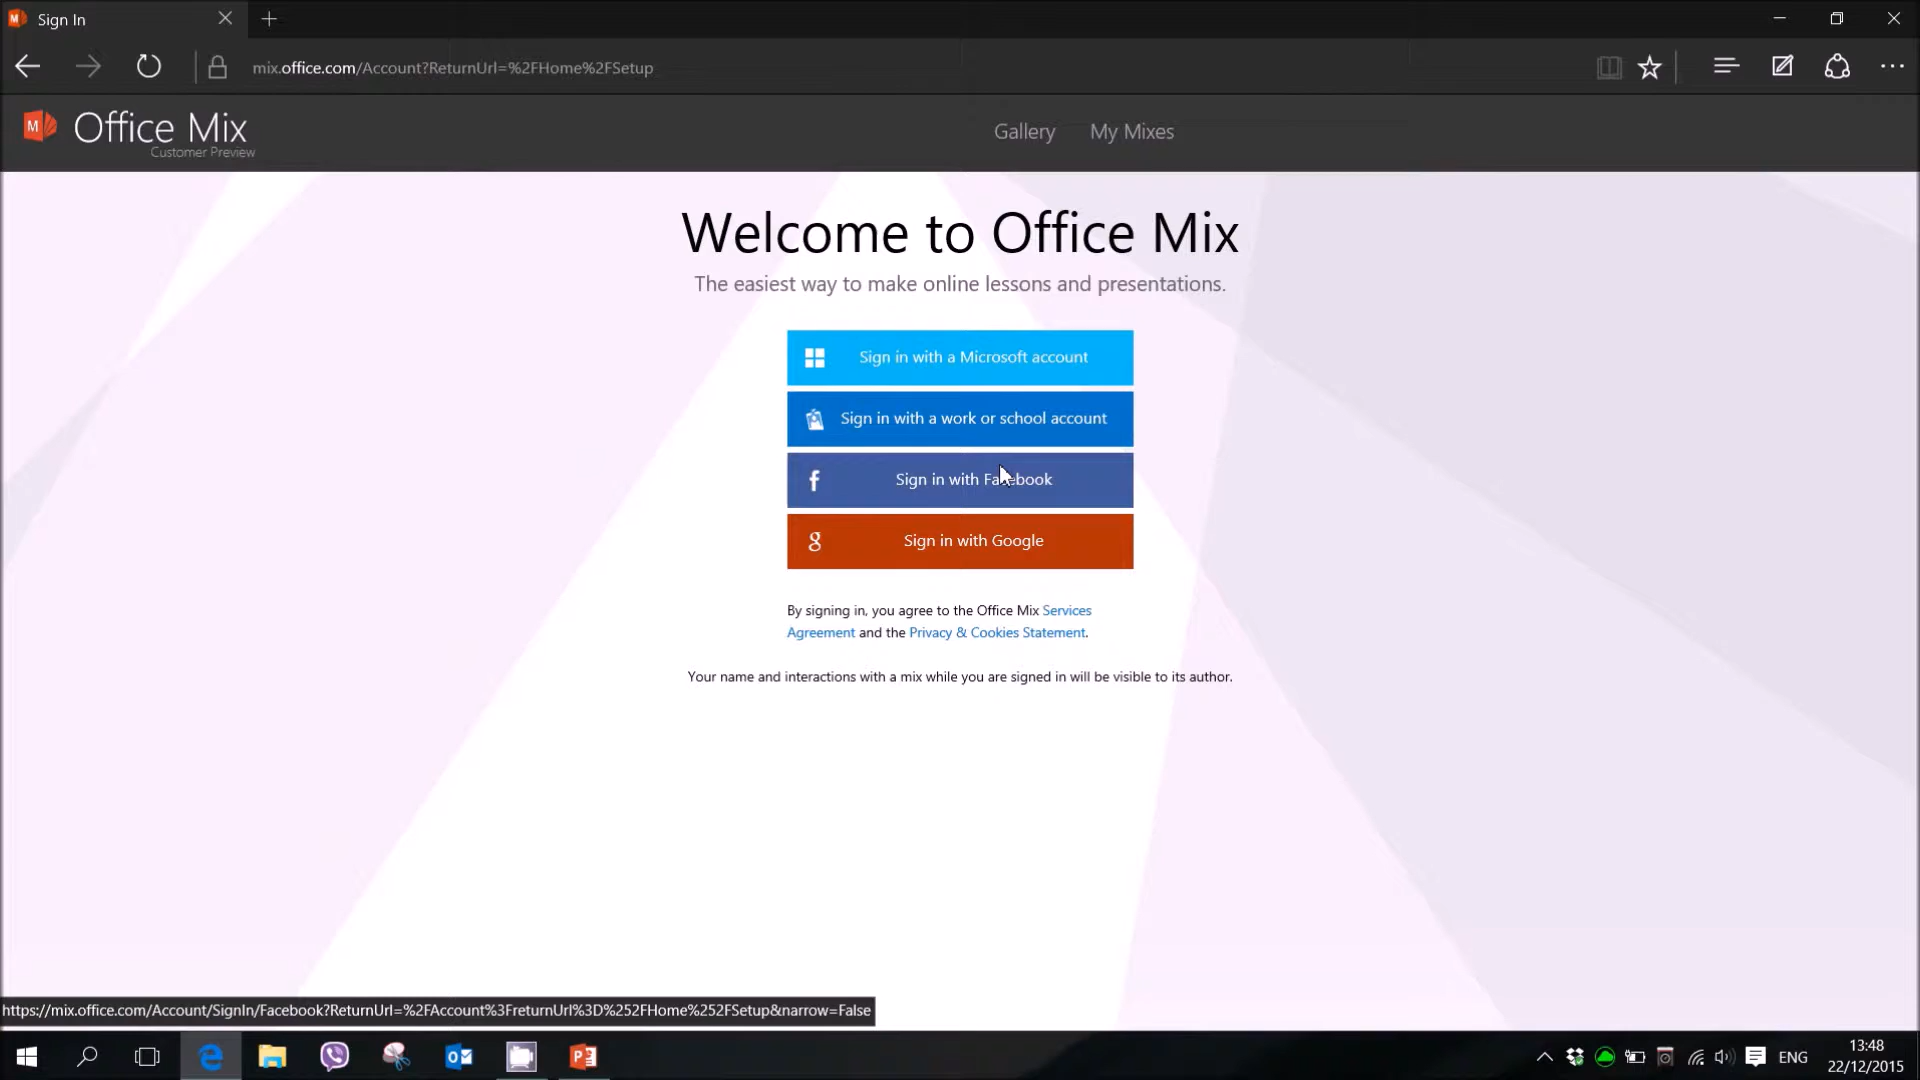 Sign In
mix.office.com/Account?ReturnUrl=%2FHome%2FSetup
M
Office Mix
Customer Preview
Gallery
My Mixes
Welcome to Office Mix
The easiest way to make online lessons and presentations.
Sign in with a Microsoft account
Sign in with a work or school account
f
Sign in with Facebook
g
Sign in with Google
By signing in, you agree to the Office Mix Services
Agreement and the Privacy & Cookies Statement.
Your name and interactions with a mix while you are signed in will be visible to its author.
https://mix.office.com/Account/SignIn/Facebook?ReturnUrl=%2FAccount%3FreturnUrl%3D%252FHome%252FSetup&narrow=False
ENG
13:48
22/12/2015